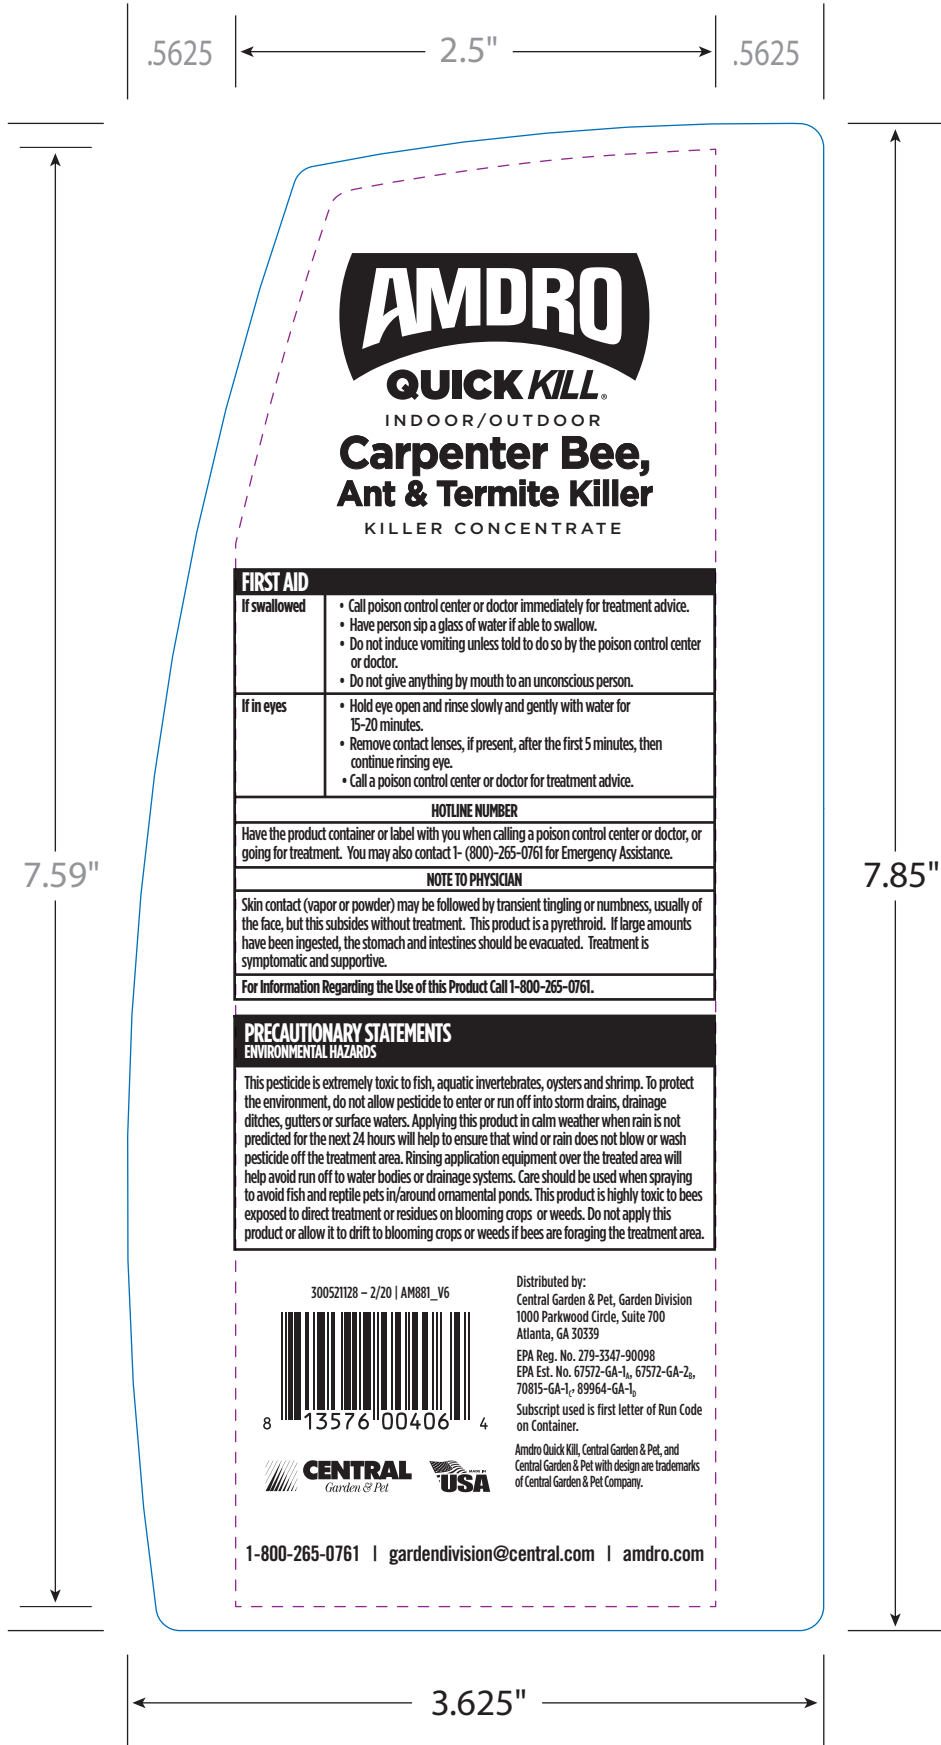 .5625 2.5" .5625
AMDRO
QUICK KILL®
INDOOR/OUTDOOR
Carpenter Bee,
Ant & Termite Killer
KILLER CONCENTRATE
FIRST AID
If swallowed
• Call poison control center or doctor immediately for treatment advice.
• Have person sip a glass of water if able to swallow.
• Do not induce vomiting unless told to do so by the poison control center
or doctor.
• Do not give anything by mouth to an unconscious person.
If in eyes
• Hold eye open and rinse slowly and gently with water for
15-20 minutes.
• Remove contact lenses, if present, after the first 5 minutes, then
continue rinsing eye.
• Call a poison control center or doctor for treatment advice.
HOTLINE NUMBER
Have the product container or label with you when calling a poison control center or doctor, or
going for treatment. You may also contact 1- (800)-265-0761 for Emergency Assistance.
7.59"
7.85"
NOTE TO PHYSICIAN
Skin contact (vapor or powder) may be followed by transient tingling or numbness, usually of
the face, but this subsides without treatment. This product is a pyrethroid. If large amounts
have been ingested, the stomach and intestines should be evacuated. Treatment is
symptomatic and supportive.
For Information Regarding the Use of this Product Call 1-800-265-0761.
PRECAUTIONARY STATEMENTS
ENVIRONMENTAL HAZARDS
This pesticide is extremely toxic to fish, aquatic invertebrates, oysters and shrimp. To protect
the environment, do not allow pesticide to enter or run off into storm drains, drainage
ditches, gutters or surface waters. Applying this product in calm weather when rain is not
predicted for the next 24 hours will help to ensure that wind or rain does not blow or wash
pesticide off the treatment area. Rinsing application equipment over the treated area will
help avoid run off to water bodies or drainage systems. Care should be used when spraying
to avoid fish and reptile pets in/around ornamental ponds. This product is highly toxic to bees
exposed to direct treatment or residues on blooming crops or weeds. Do not apply this
product or allow it to drift to blooming crops or weeds if bees are foraging the treatment area.
300521128 – 2/20 | AM881_V6
8 13576 00406 4
CENTRAL
Garden & Pet
MADE IN
USA
Distributed by:
Central Garden & Pet, Garden Division
1000 Parkwood Circle, Suite 700
Atlanta, GA 30339
EPA Reg. No. 279-3347-90098
EPA Est. No. 67572-GA-1A, 67572-GA-2B,
70815-GA-1C, 89964-GA-1D
Subscript used is first letter of Run Code
on Container.
Amdro Quick Kill, Central Garden & Pet, and
Central Garden & Pet with design are trademarks
of Central Garden & Pet Company.
1-800-265-0761 | gardendivision@central.com | amdro.com
3.625"